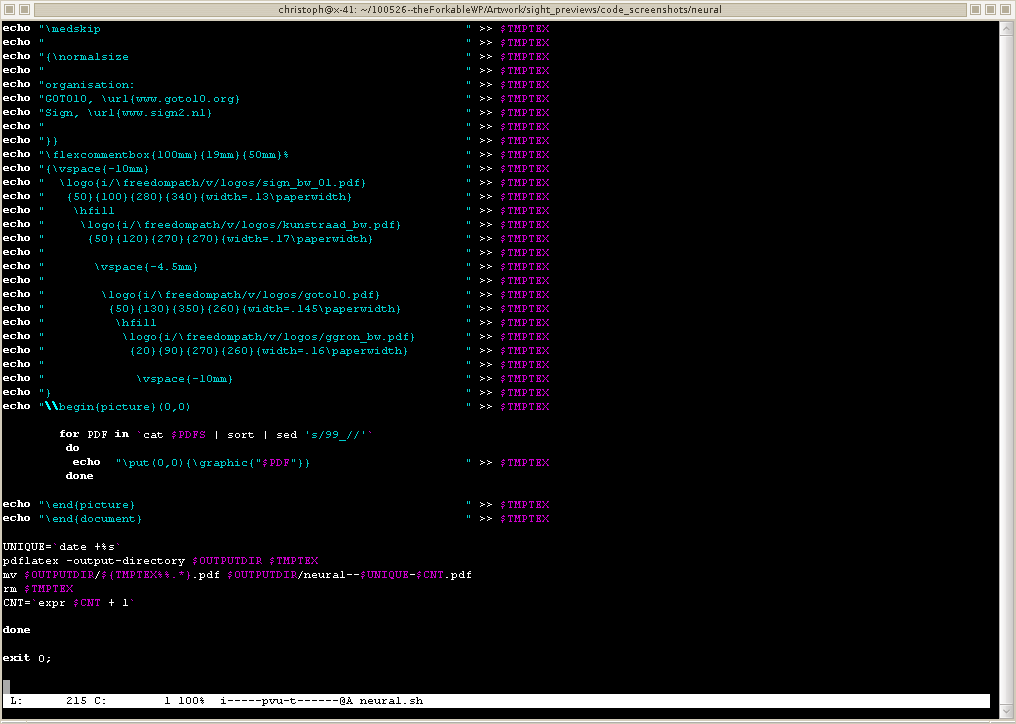 christoph@x-41: ~/100526--theForkableWP/Artwork/sight_previews/code_screenshots/neural
echo "\medskip " >> $TMPTEX
echo " " >> $TMPTEX
echo "{\normalsize " >> $TMPTEX
echo " " >> $TMPTEX
echo "organisation: " >> $TMPTEX
echo "GOTO10, \url{www.goto10.org} " >> $TMPTEX
echo "Sign, \url{www.sign2.nl} " >> $TMPTEX
echo " " >> $TMPTEX
echo "}} " >> $TMPTEX
echo "\flexcommentbox{100mm}{19mm}{50mm}% " >> $TMPTEX
echo "{\vspace{-10mm} " >> $TMPTEX
echo "  \logo{i/\freedompath/v/logos/sign_bw_01.pdf} " >> $TMPTEX
echo "   {50}{100}{280}{340}{width=.13\paperwidth} " >> $TMPTEX
echo "    \hfill " >> $TMPTEX
echo "     \logo{i/\freedompath/v/logos/kunstraad_bw.pdf} " >> $TMPTEX
echo "      {50}{120}{270}{270}{width=.17\paperwidth} " >> $TMPTEX
echo " " >> $TMPTEX
echo "       \vspace{-4.5mm} " >> $TMPTEX
echo " " >> $TMPTEX
echo "        \logo{i/\freedompath/v/logos/goto10.pdf} " >> $TMPTEX
echo "         {50}{130}{350}{260}{width=.145\paperwidth} " >> $TMPTEX
echo "          \hfill " >> $TMPTEX
echo "           \logo{i/\freedompath/v/logos/ggron_bw.pdf} " >> $TMPTEX
echo "            {20}{90}{270}{260}{width=.16\paperwidth} " >> $TMPTEX
echo " " >> $TMPTEX
echo "             \vspace{-10mm} " >> $TMPTEX
echo "} " >> $TMPTEX
echo "\\begin{picture}(0,0) " >> $TMPTEX
for PDF in `cat $PDFS | sort | sed 's/99_//'`
do
echo  "\put(0,0){\graphic{"$PDF"}} " >> $TMPTEX
done
echo "\end{picture} " >> $TMPTEX
echo "\end{document} " >> $TMPTEX
UNIQUE=`date +%s`
pdflatex -output-directory $OUTPUTDIR $TMPTEX
mv $OUTPUTDIR/${TMPTEX%%.*}.pdf $OUTPUTDIR/neural--$UNIQUE-$CNT.pdf
rm $TMPTEX
CNT=`expr $CNT + 1`
done
exit 0;
L: 215 C: 1 100% i-----pvu-t------@A neural.sh